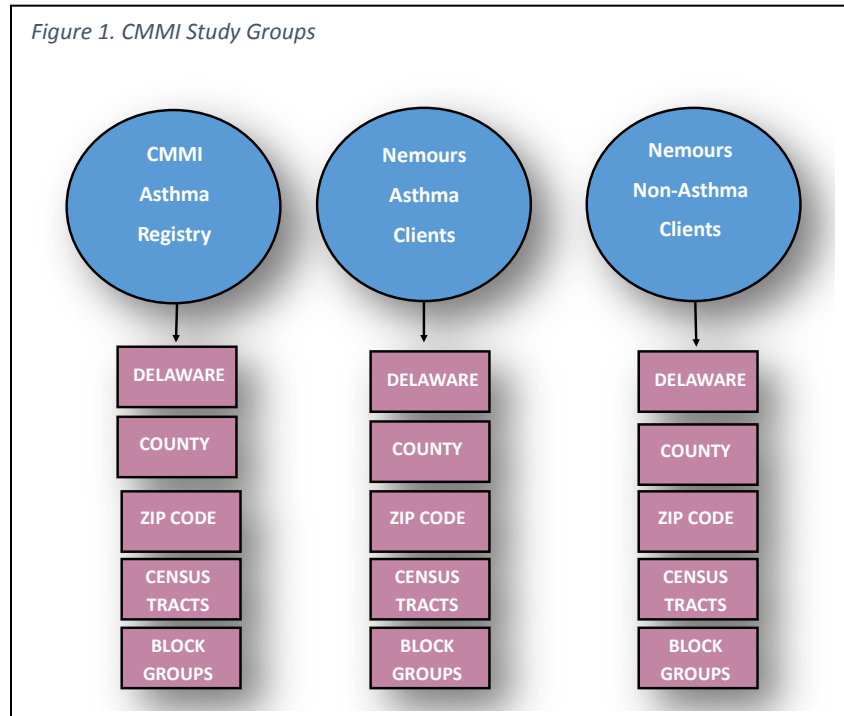 Figure 1. CMMI Study Groups
CMMI
Asthma
Registry
Nemours
Asthma
Clients
Nemours
Non-Asthma
Clients
DELAWARE
COUNTY
ZIP CODE
CENSUS
TRACTS
BLOCK
GROUPS
DELAWARE
COUNTY
ZIP CODE
CENSUS
TRACTS
BLOCK
GROUPS
DELAWARE
COUNTY
ZIP CODE
CENSUS
TRACTS
BLOCK
GROUPS